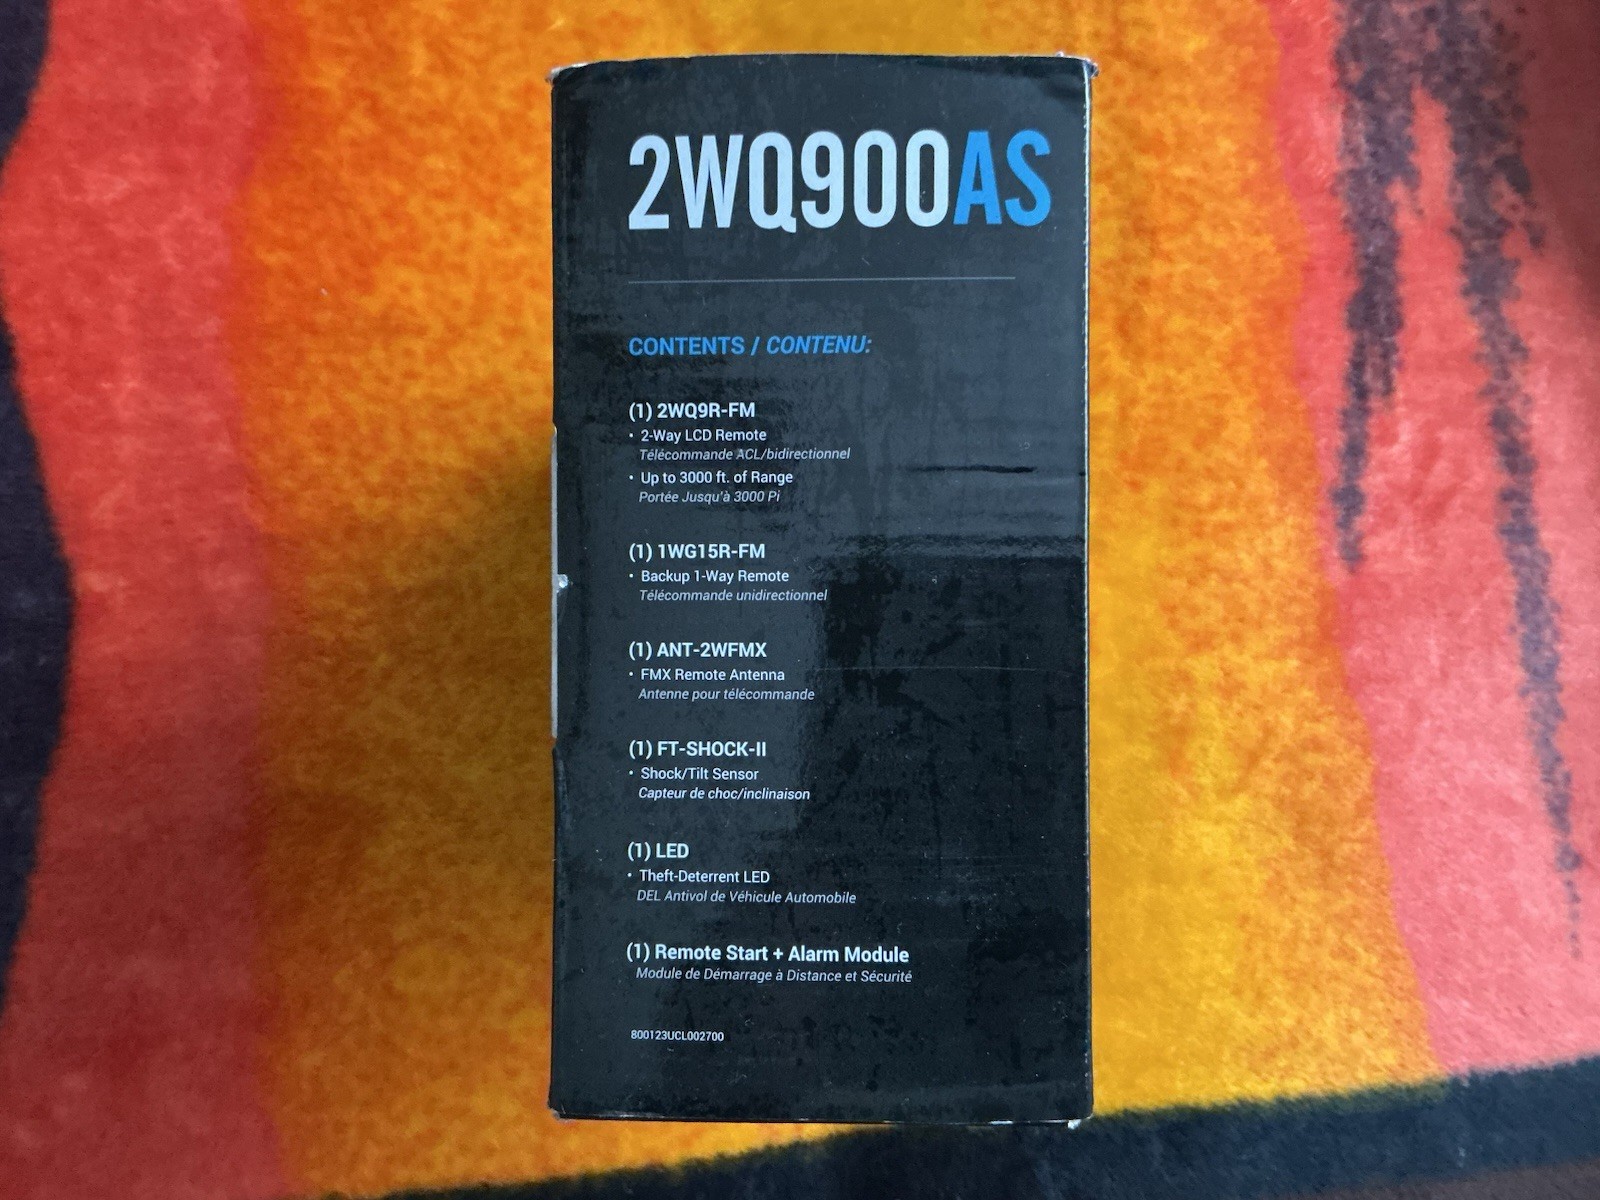 2WQ900AS
CONTENTS / CONTENU:
(1) 2WQ9R-FM
• 2-Way LCD Remote
Télécommande ACL/bidirectionnel
• Up to 3000 ft. of Range
Portée Jusqu'à 3000 Pi
(1) 1WG15R-FM
• Backup 1-Way Remote
Télécommande unidirectionnel
(1) ANT-2WFMX
• FMX Remote Antenna
Antenne pour télécommande
(1) FT-SHOCK-II
• Shock/Tilt Sensor
Capteur de choc/inclinaison
(1) LED
• Theft-Deterrent LED
DEL Antivol de Véhicule Automobile
(1) Remote Start + Alarm Module
Module de Démarrage à Distance et Sécurité
800123UCL002700